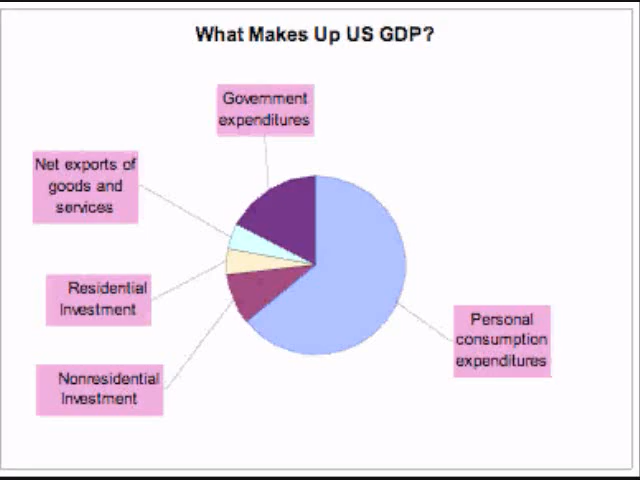 What Makes Up US GDP?
Government
expenditures
Net exports of
goods and
services
Residential
Investment
Nonresidential
Investment
Personal
consumption
expenditures